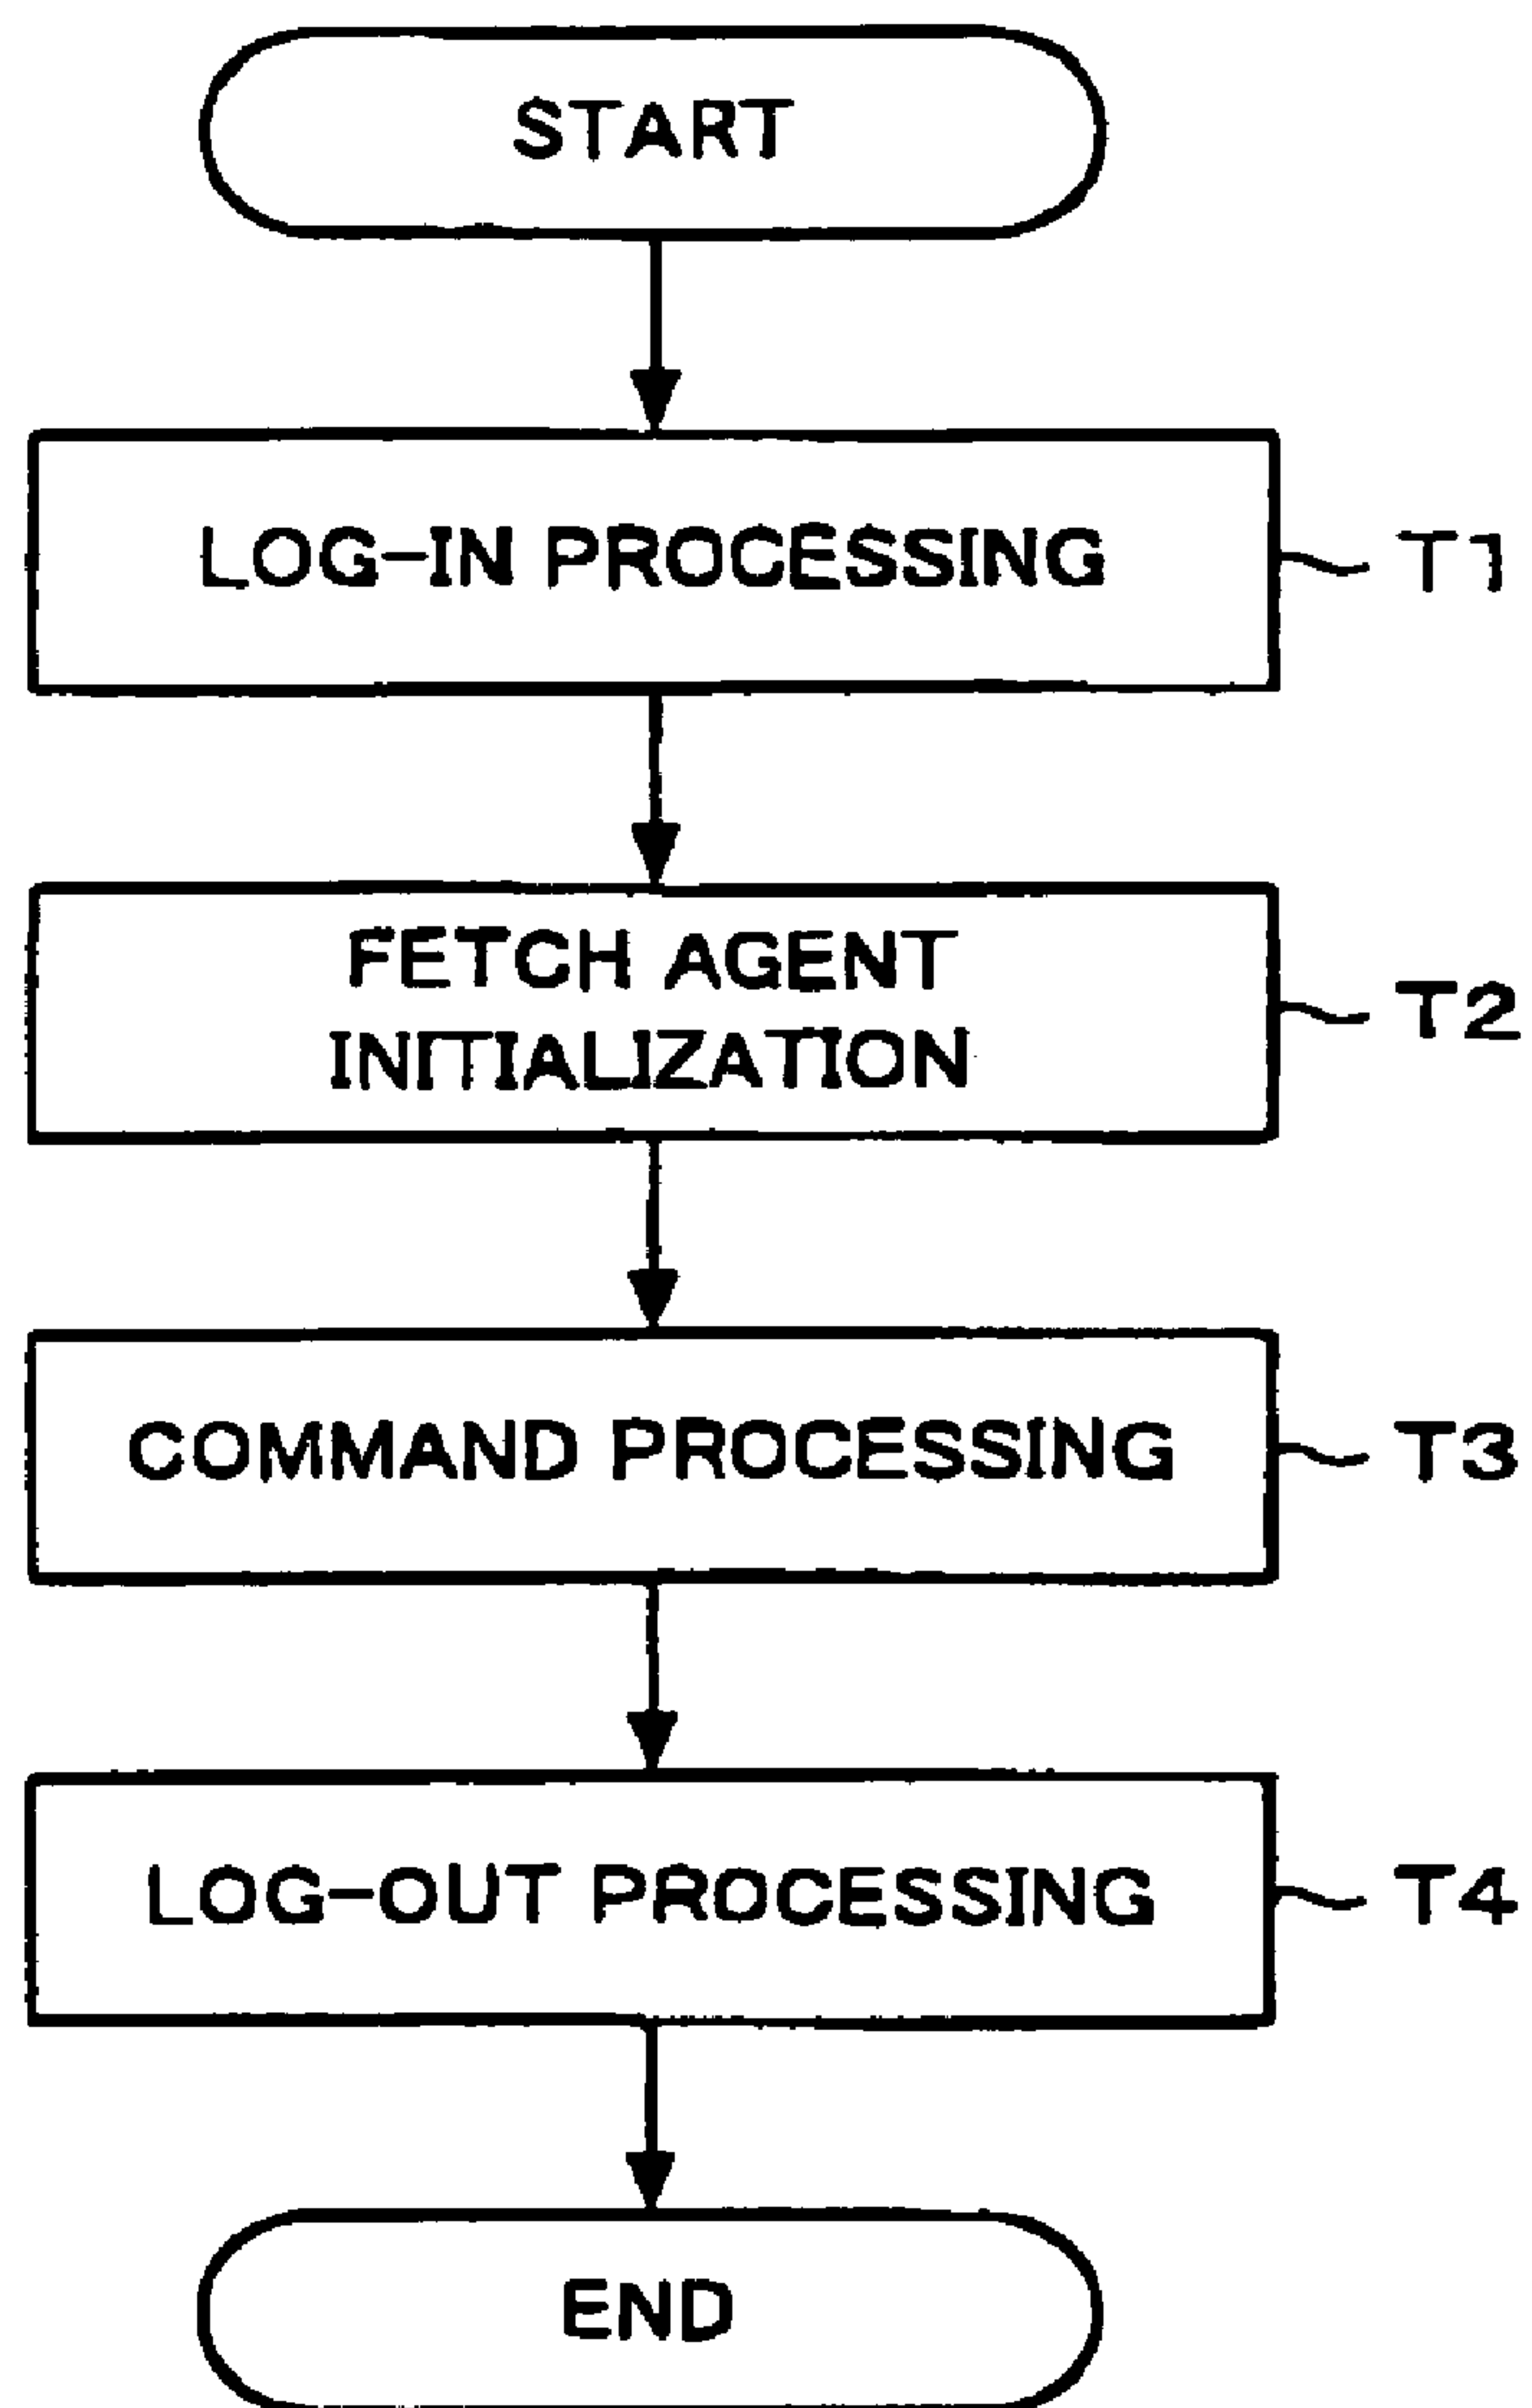 START
LOG-IN PROCESSING
T1
FETCH AGENT
INITIALIZATION
T2
COMMAND PROCESSING
T3
LOG-OUT PROCESSING
T4
END